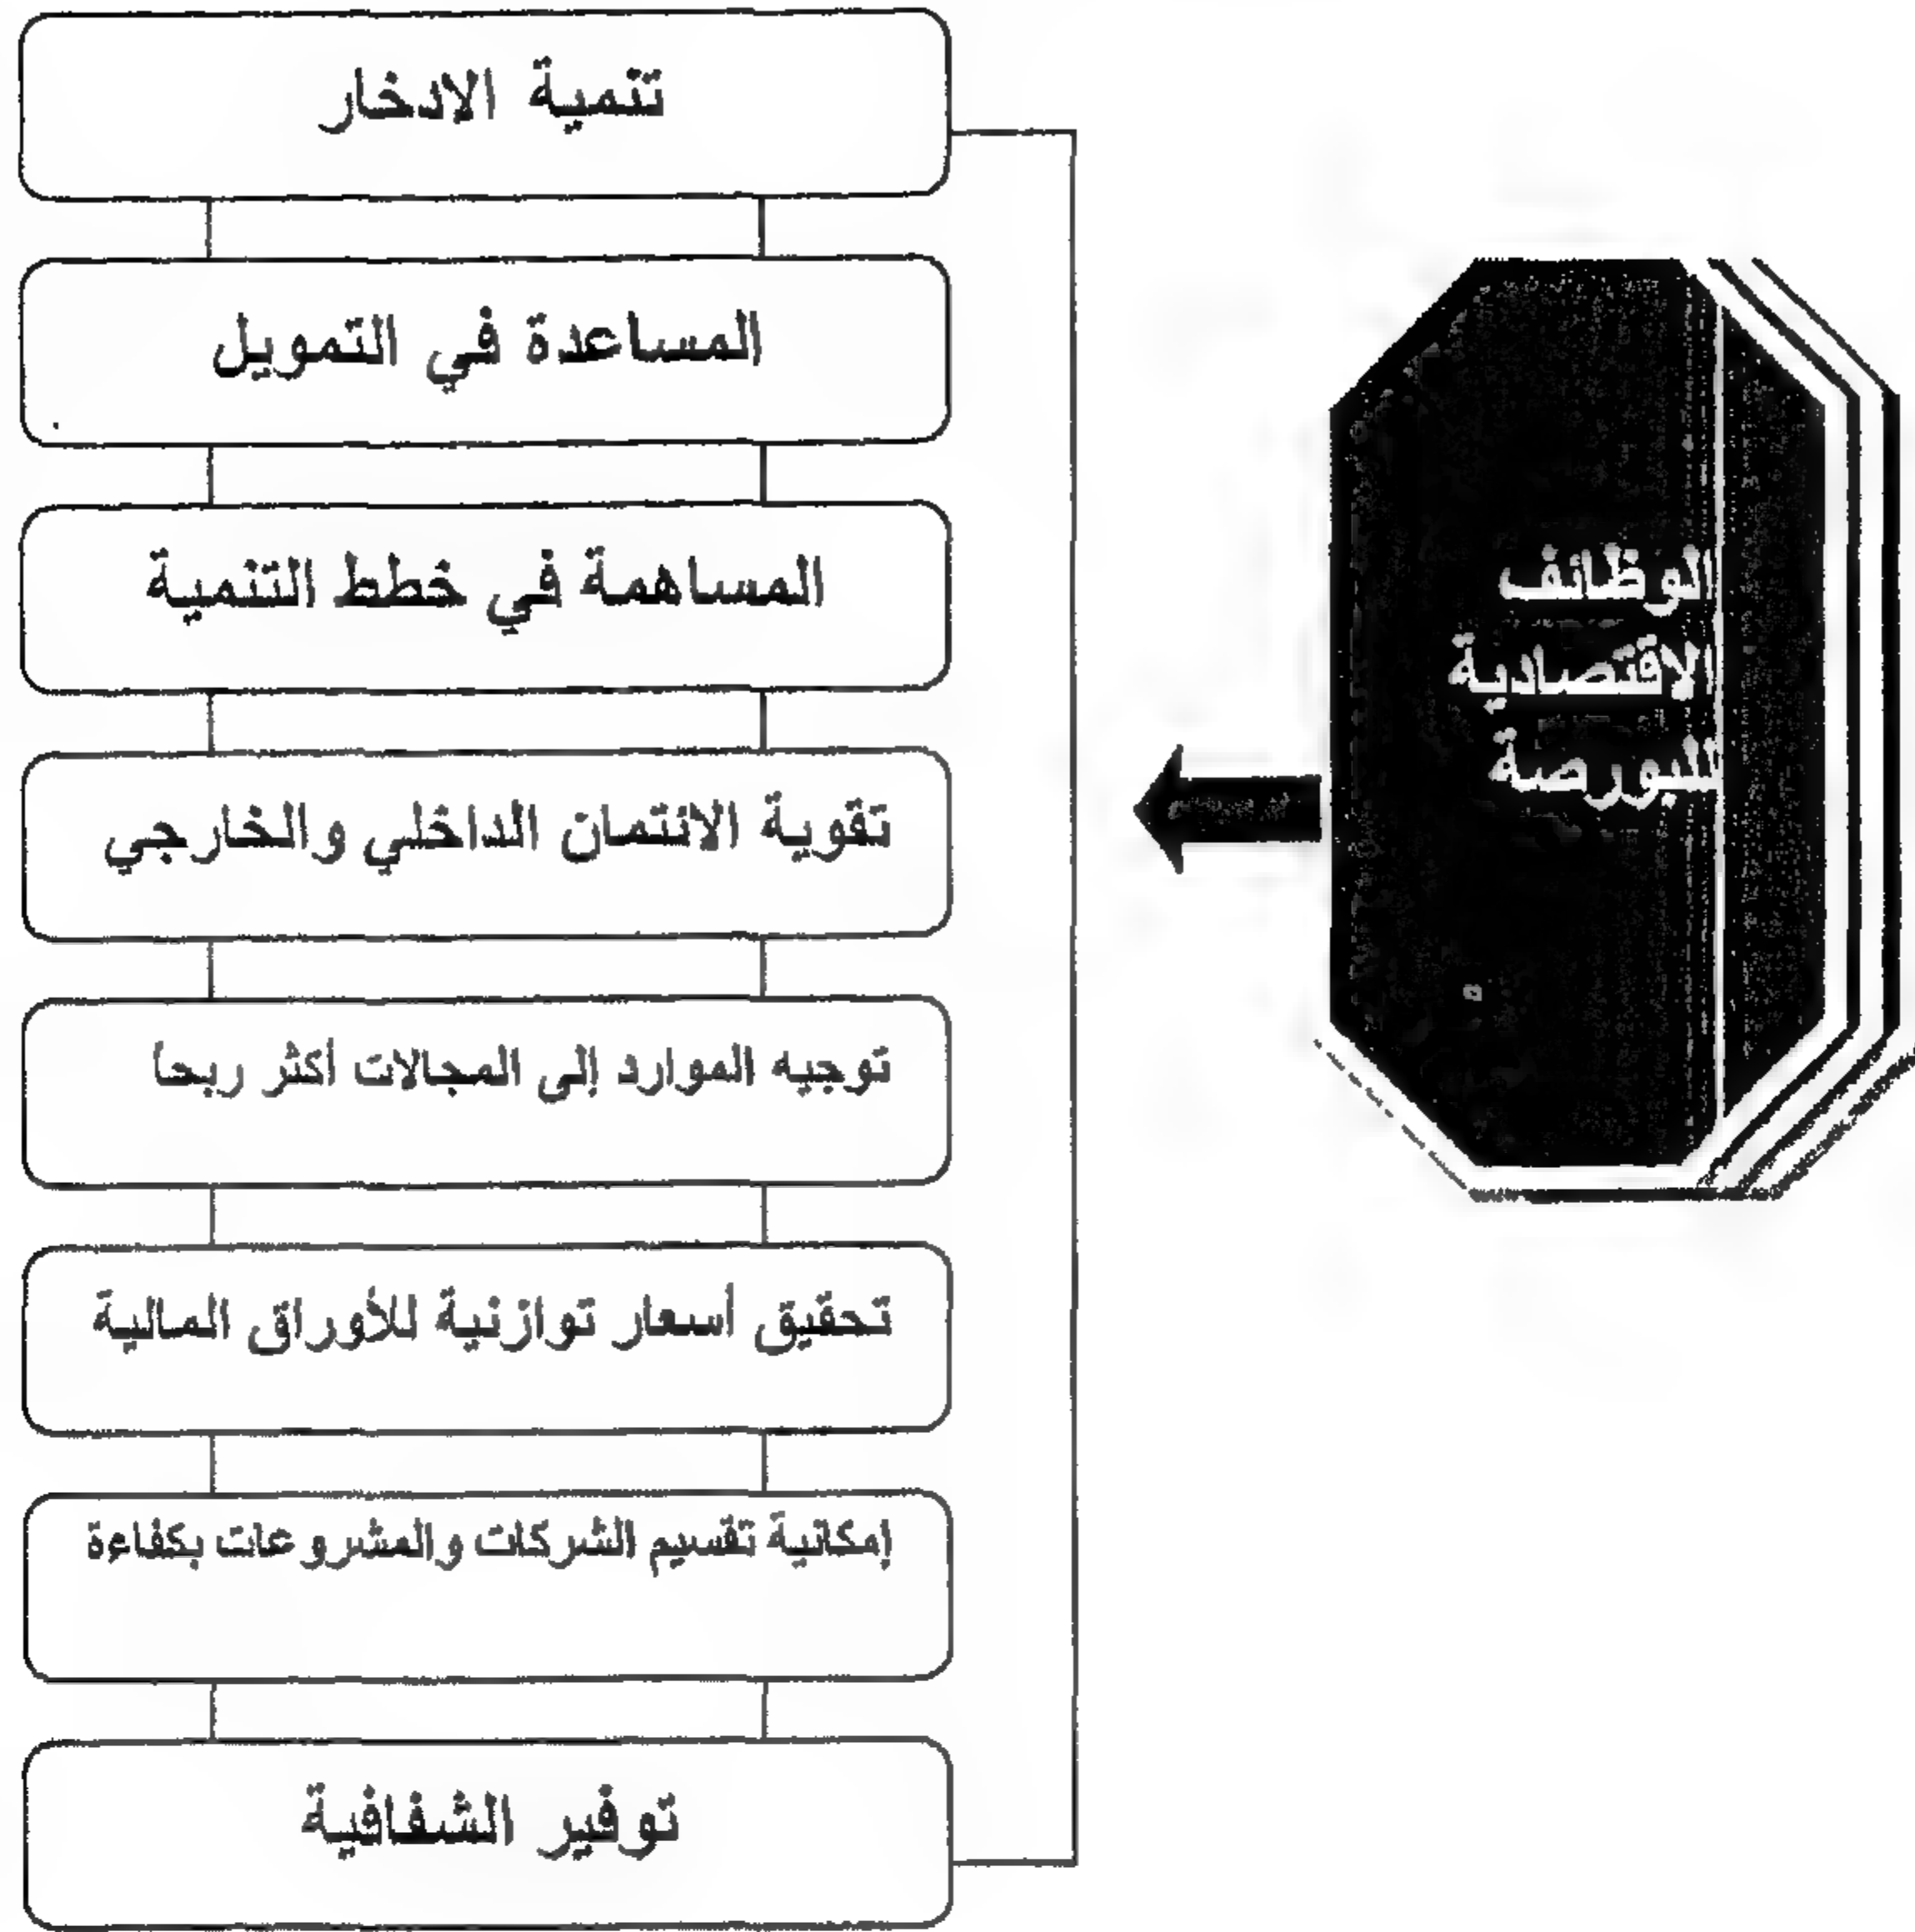 الوظائف
الاقتصادية
للبورصة
تنمية الادخار
المساعدة في التمويل
المساهمة في خطط التنمية
تقوية الائتمان الداخلي والخارجي
توجيه الموارد إلى المجالات أكثر ربحاً
تحقيق أسعار توازنية للأوراق المالية
إمكانية تقسيم الشركات والمشروعات بكفاءة
توفير الشفافية